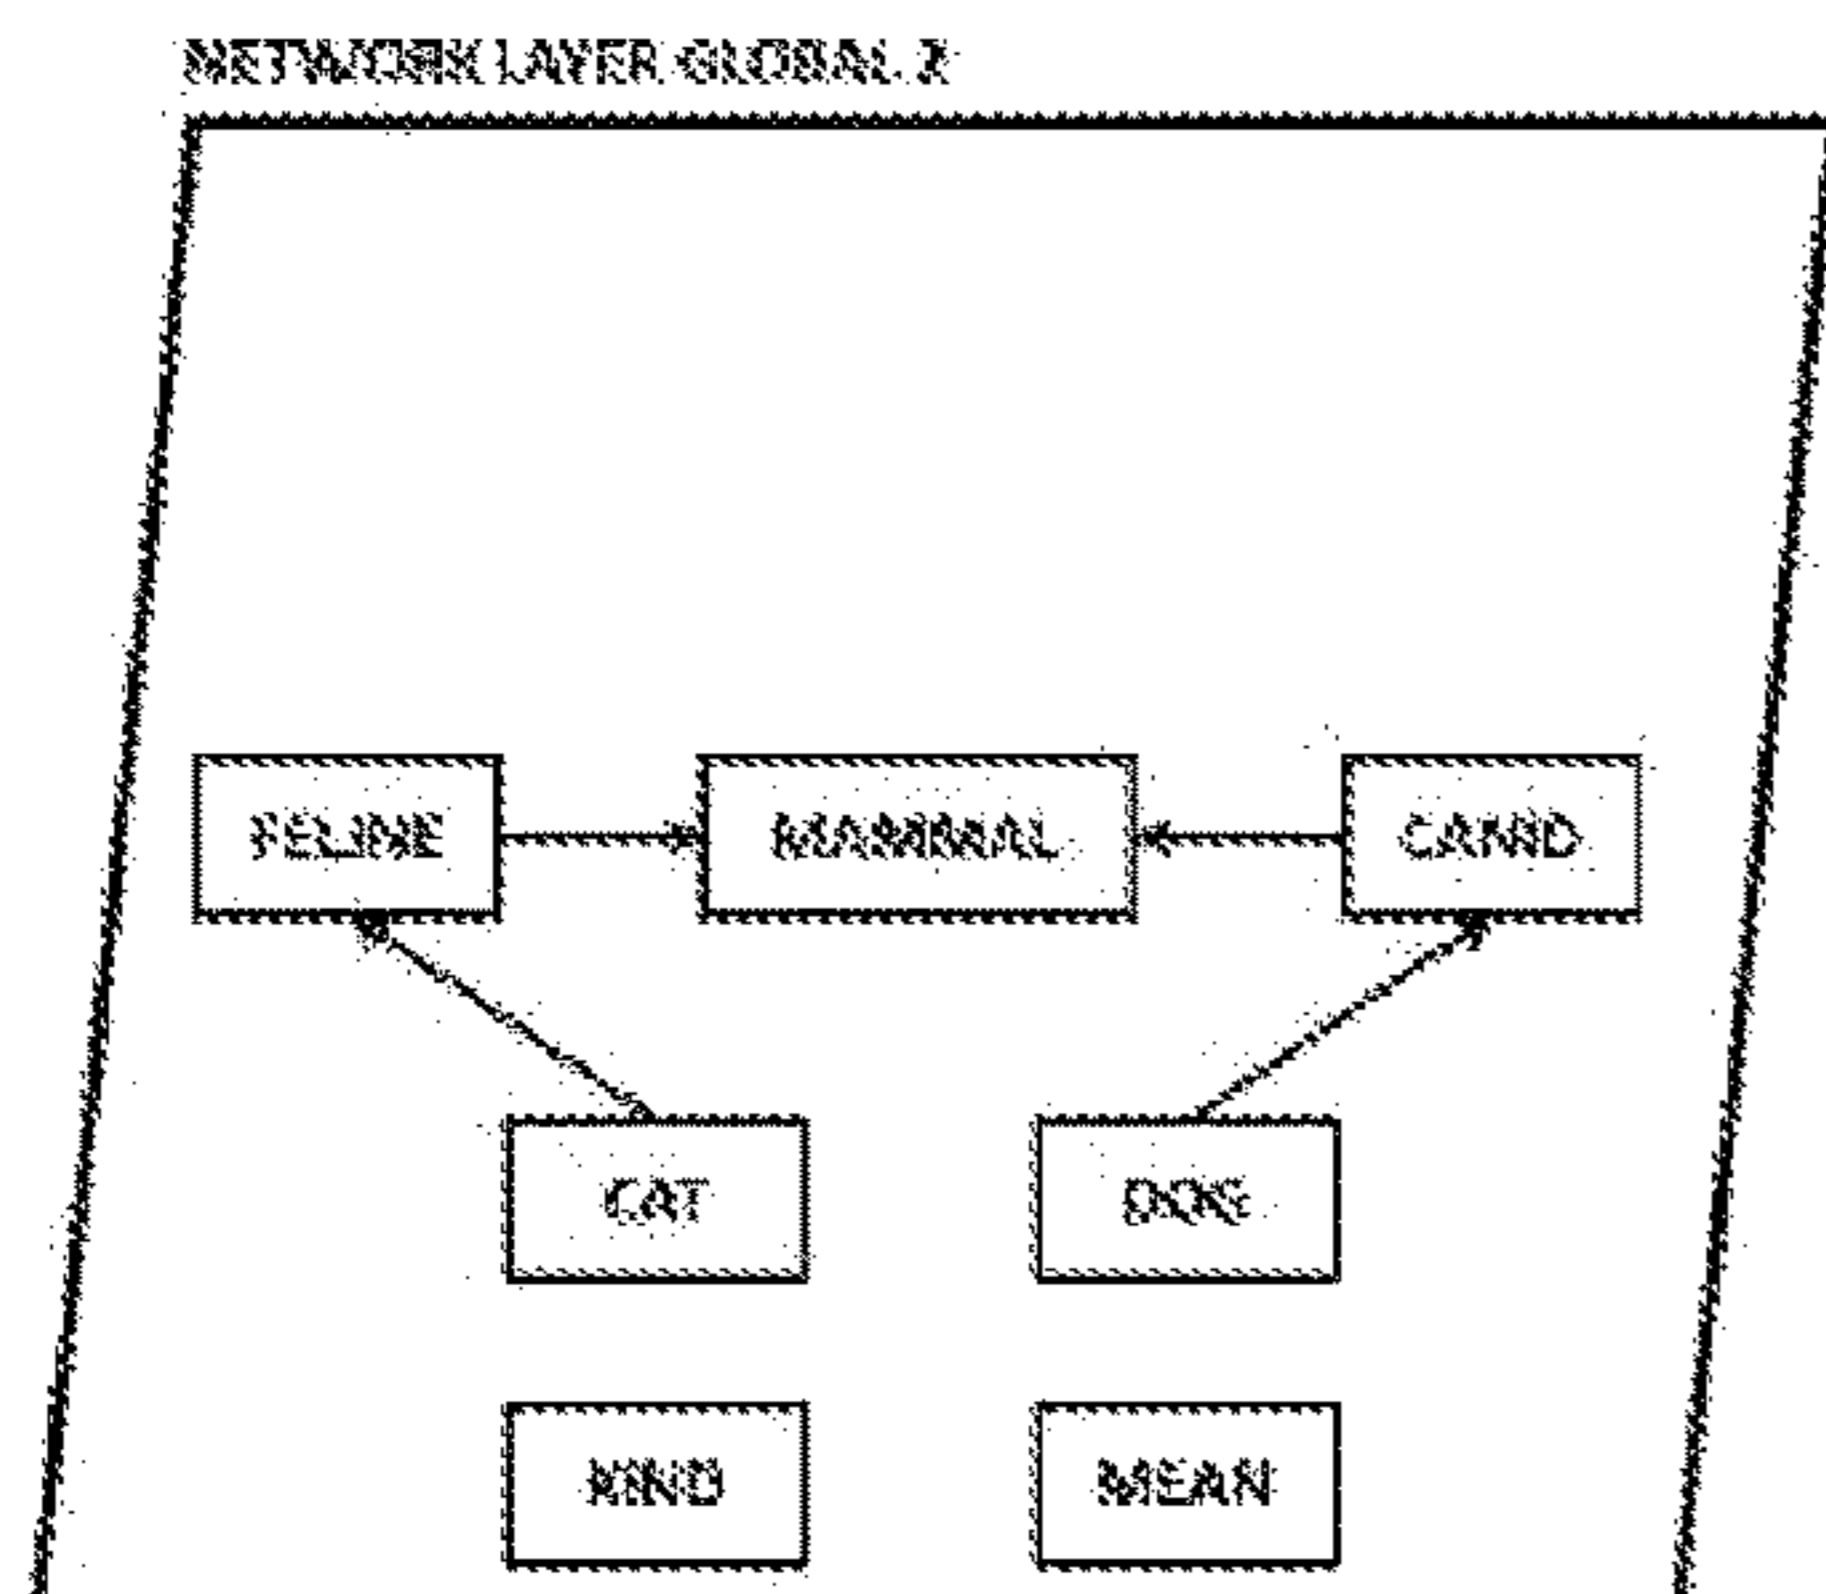 NETWORK LAYER GLOBAL 2
FELINE
MAMMAL
CANID
CAT
DOG
KIND
MEAN